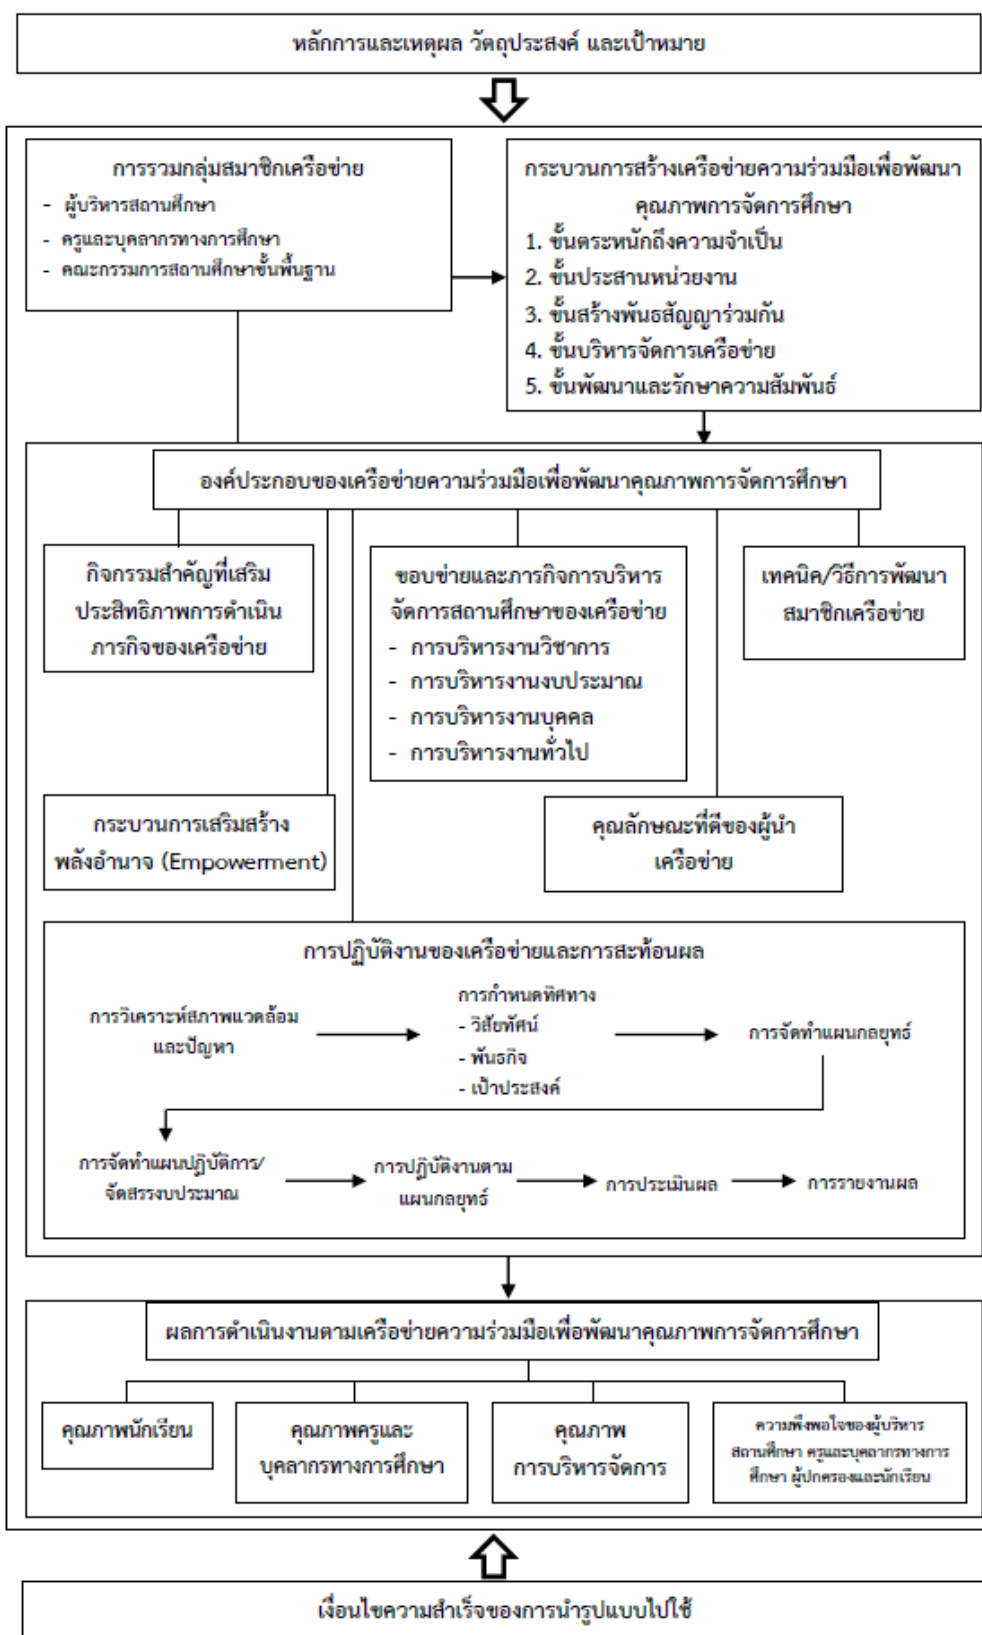 หลักการและเหตุผล วัตถุประสงค์ และเป้าหมาย
การรวมกลุ่มสมาชิกเครือข่าย
- ผู้บริหารสถานศึกษา
- ครูและบุคลากรทางการศึกษา
- คณะกรรมการสถานศึกษาขั้นพื้นฐาน
กระบวนการสร้างเครือข่ายความร่วมมือเพื่อพัฒนา
คุณภาพการจัดการศึกษา
1. ขั้นตระหนักถึงความจำเป็น
2. ขั้นประสานหน่วยงาน
3. ขั้นสร้างพันธสัญญาร่วมกัน
4. ขั้นบริหารจัดการเครือข่าย
5. ขั้นพัฒนาและรักษาความสัมพันธ์
องค์ประกอบของเครือข่ายความร่วมมือเพื่อพัฒนาคุณภาพการจัดการศึกษา
กิจกรรมสำคัญที่เสริม
ประสิทธิภาพการดำเนิน
ภารกิจของเครือข่าย
ขอบข่ายและภารกิจการบริหาร
จัดการสถานศึกษาของเครือข่าย
- การบริหารงานวิชาการ
- การบริหารงานงบประมาณ
- การบริหารงานบุคคล
- การบริหารงานทั่วไป
เทคนิค/วิธีการพัฒนา
สมาชิกเครือข่าย
กระบวนการเสริมสร้าง
พลังอำนาจ (Empowerment)
คุณลักษณะที่ดีของผู้นำ
เครือข่าย
การปฏิบัติงานของเครือข่ายและการสะท้อนผล
การวิเคราะห์สภาพแวดล้อม
และปัญหา
การกำหนดทิศทาง
- วิสัยทัศน์
- พันธกิจ
- เป้าประสงค์
การจัดทำแผนกลยุทธ์
การจัดทำแผนปฏิบัติการ/
จัดสรรงบประมาณ
การปฏิบัติงานตาม
แผนกลยุทธ์
การประเมินผล
การรายงานผล
ผลการดำเนินงานตามเครือข่ายความร่วมมือเพื่อพัฒนาคุณภาพการจัดการศึกษา
คุณภาพนักเรียน
คุณภาพครูและ
บุคลากรทางการศึกษา
คุณภาพ
การบริหารจัดการ
ความพึงพอใจของผู้บริหาร
สถานศึกษา ครูและบุคลากรทางการ
ศึกษา ผู้ปกครองและนักเรียน
เงื่อนไขความสำเร็จของการนำรูปแบบไปใช้